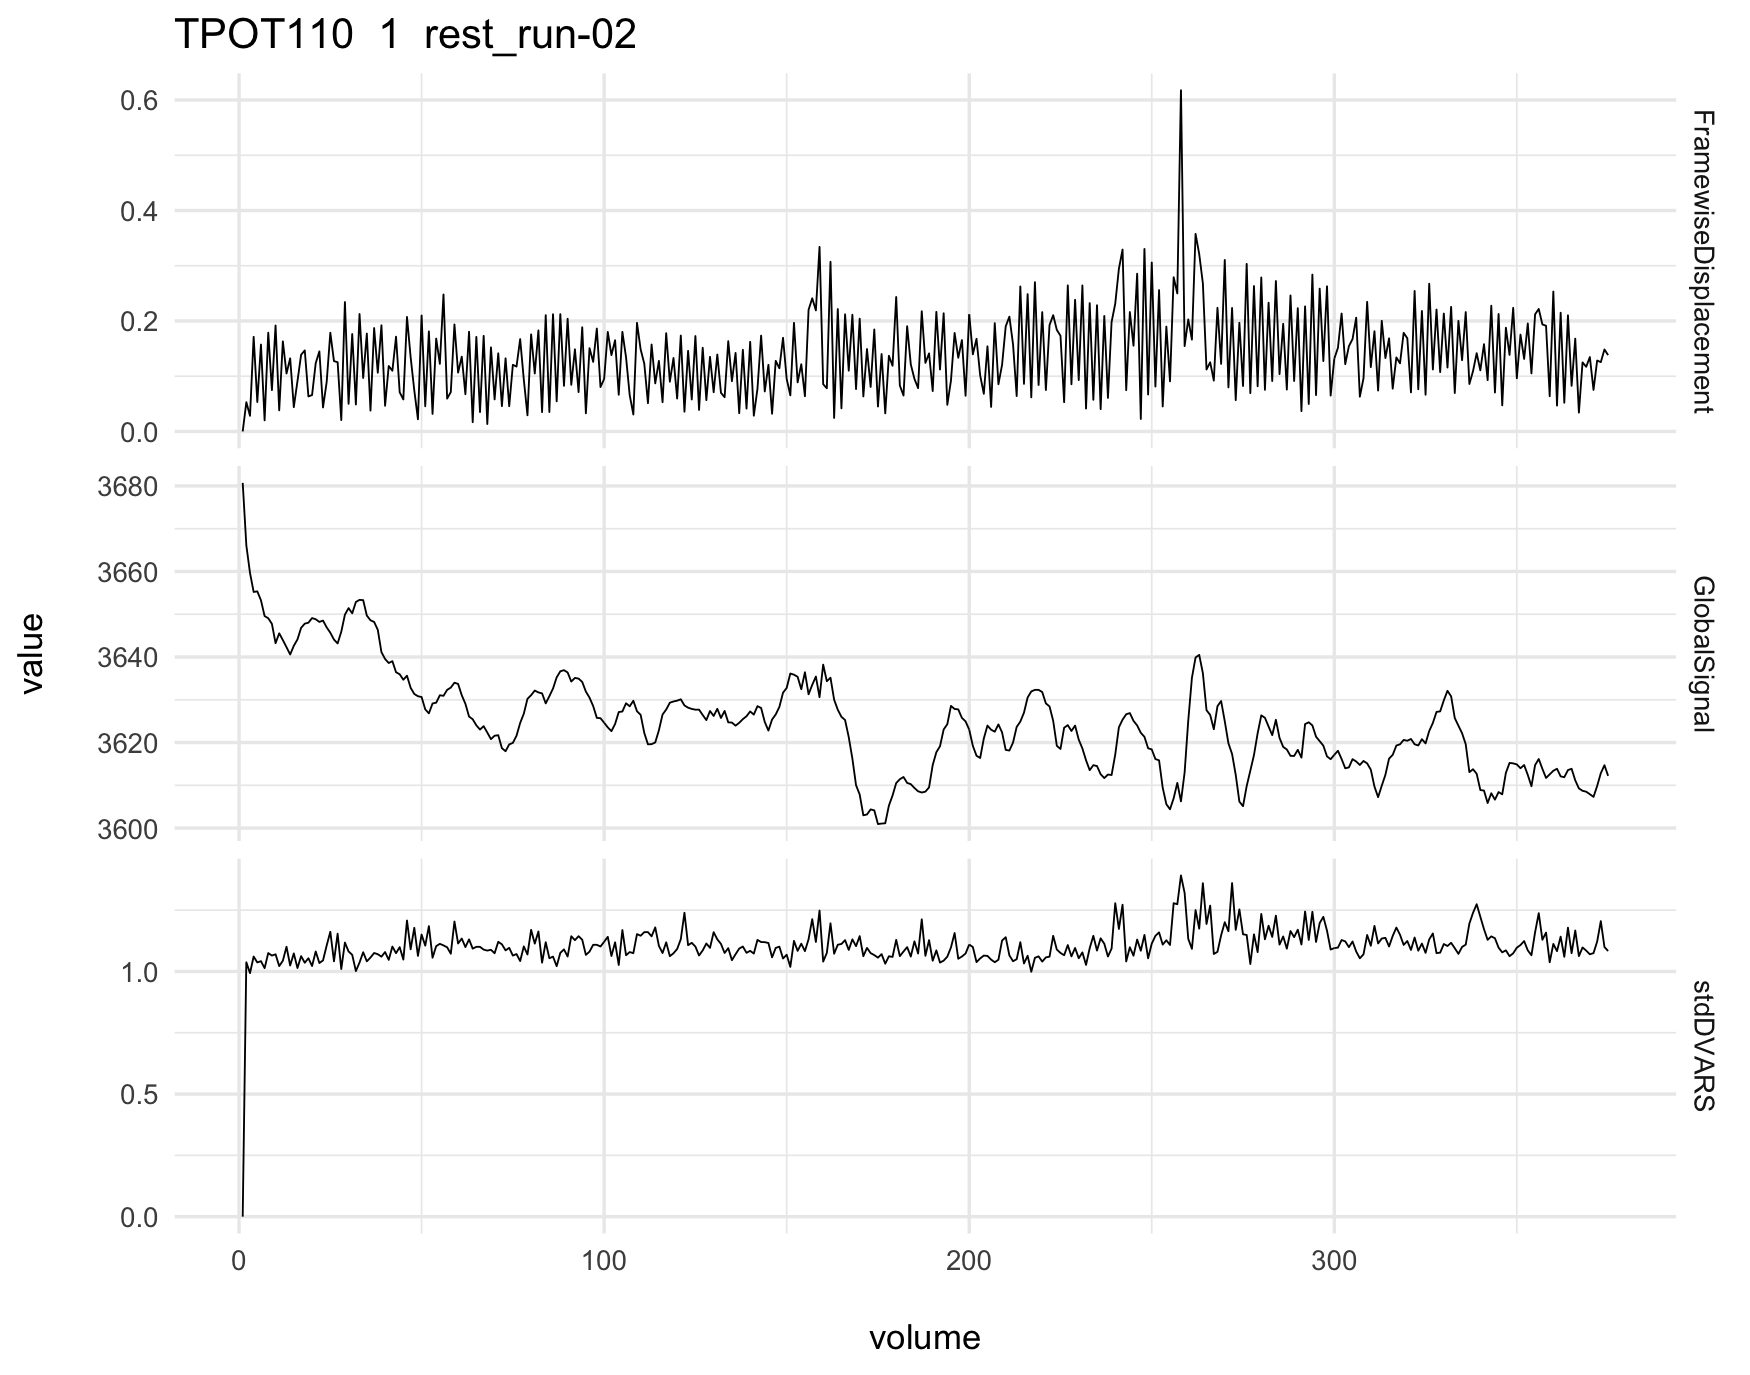 TPOT110 1 rest_run-02
0.6
0.4
0.2
0.0
FramewiseDisplacement
3680
3660
3640
3620
3600
GlobalSignal
value
1.0
0.5
0.0
stdDVARS
0 100 200 300
volume